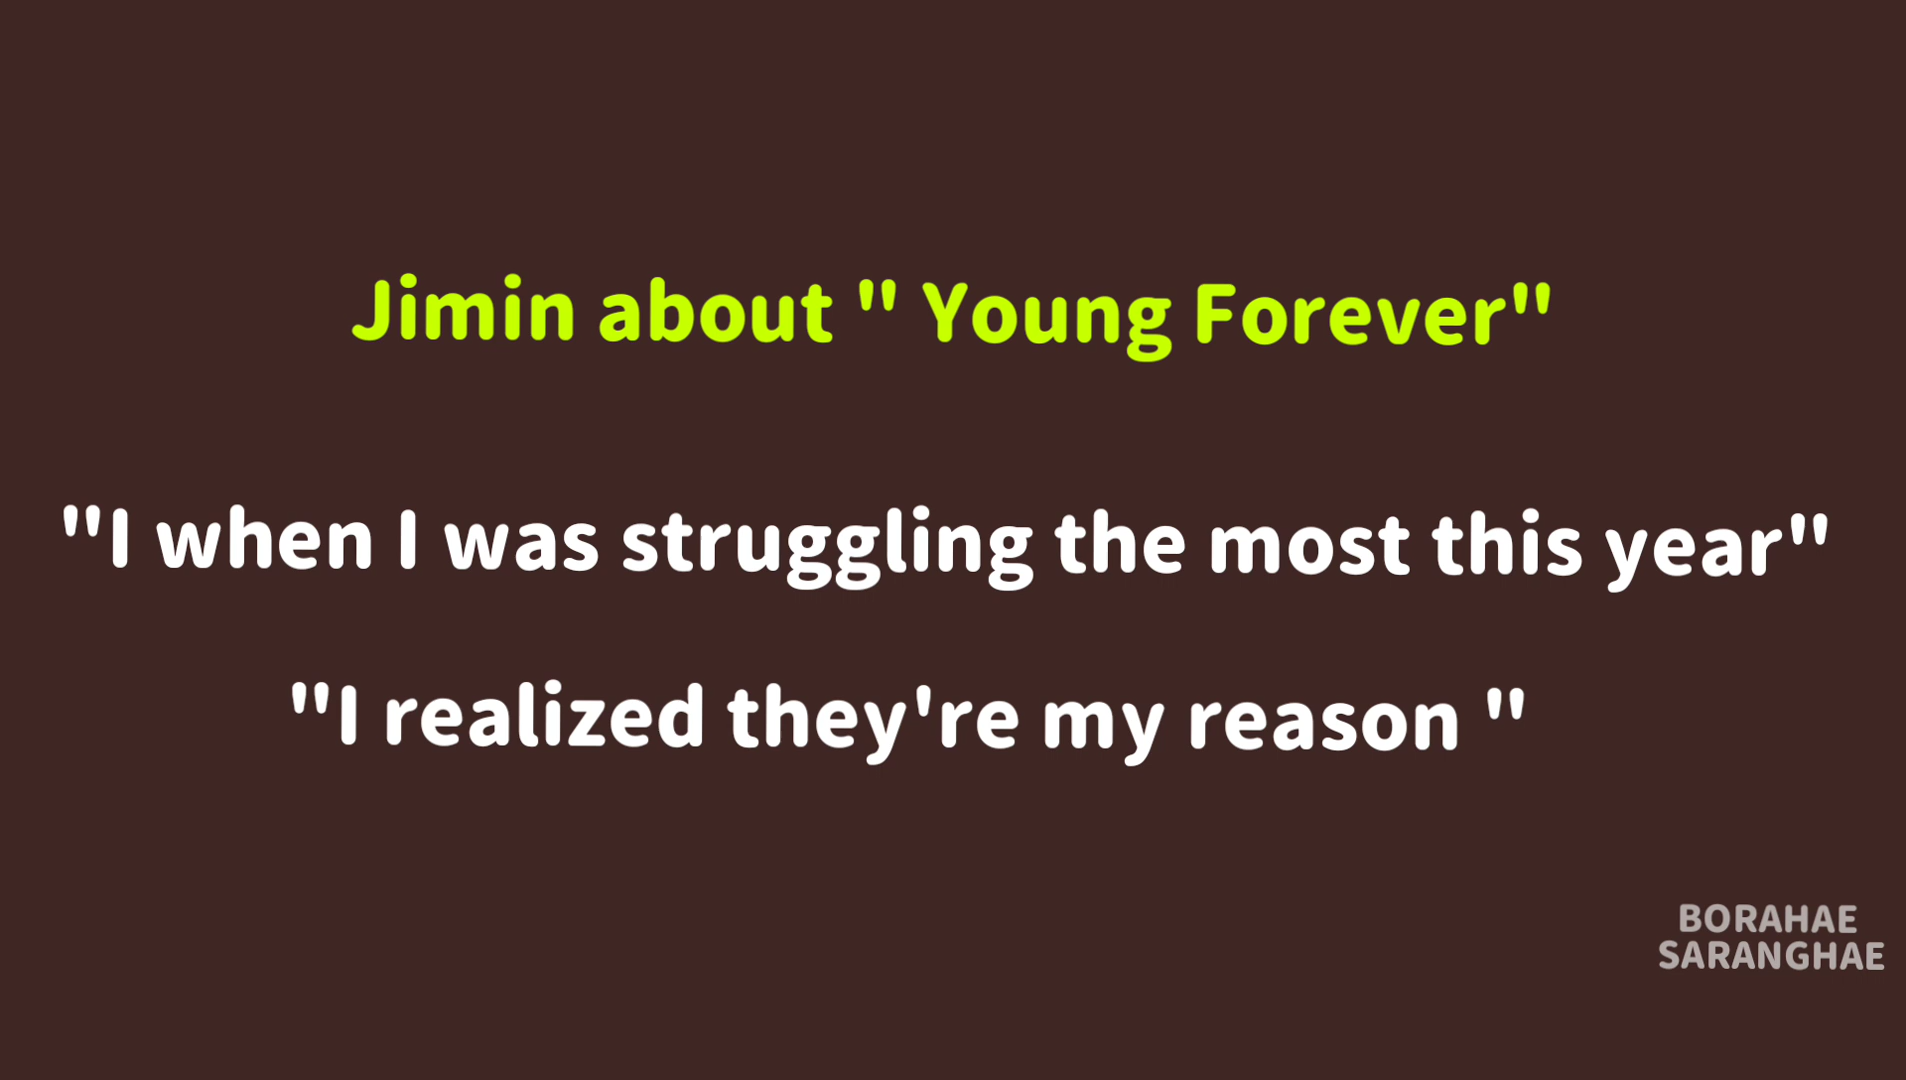 Jimin about " Young Forever"
"I when I was struggling the most this year"
"I realized they're my reason "
BORAHAE
SARANGHAE